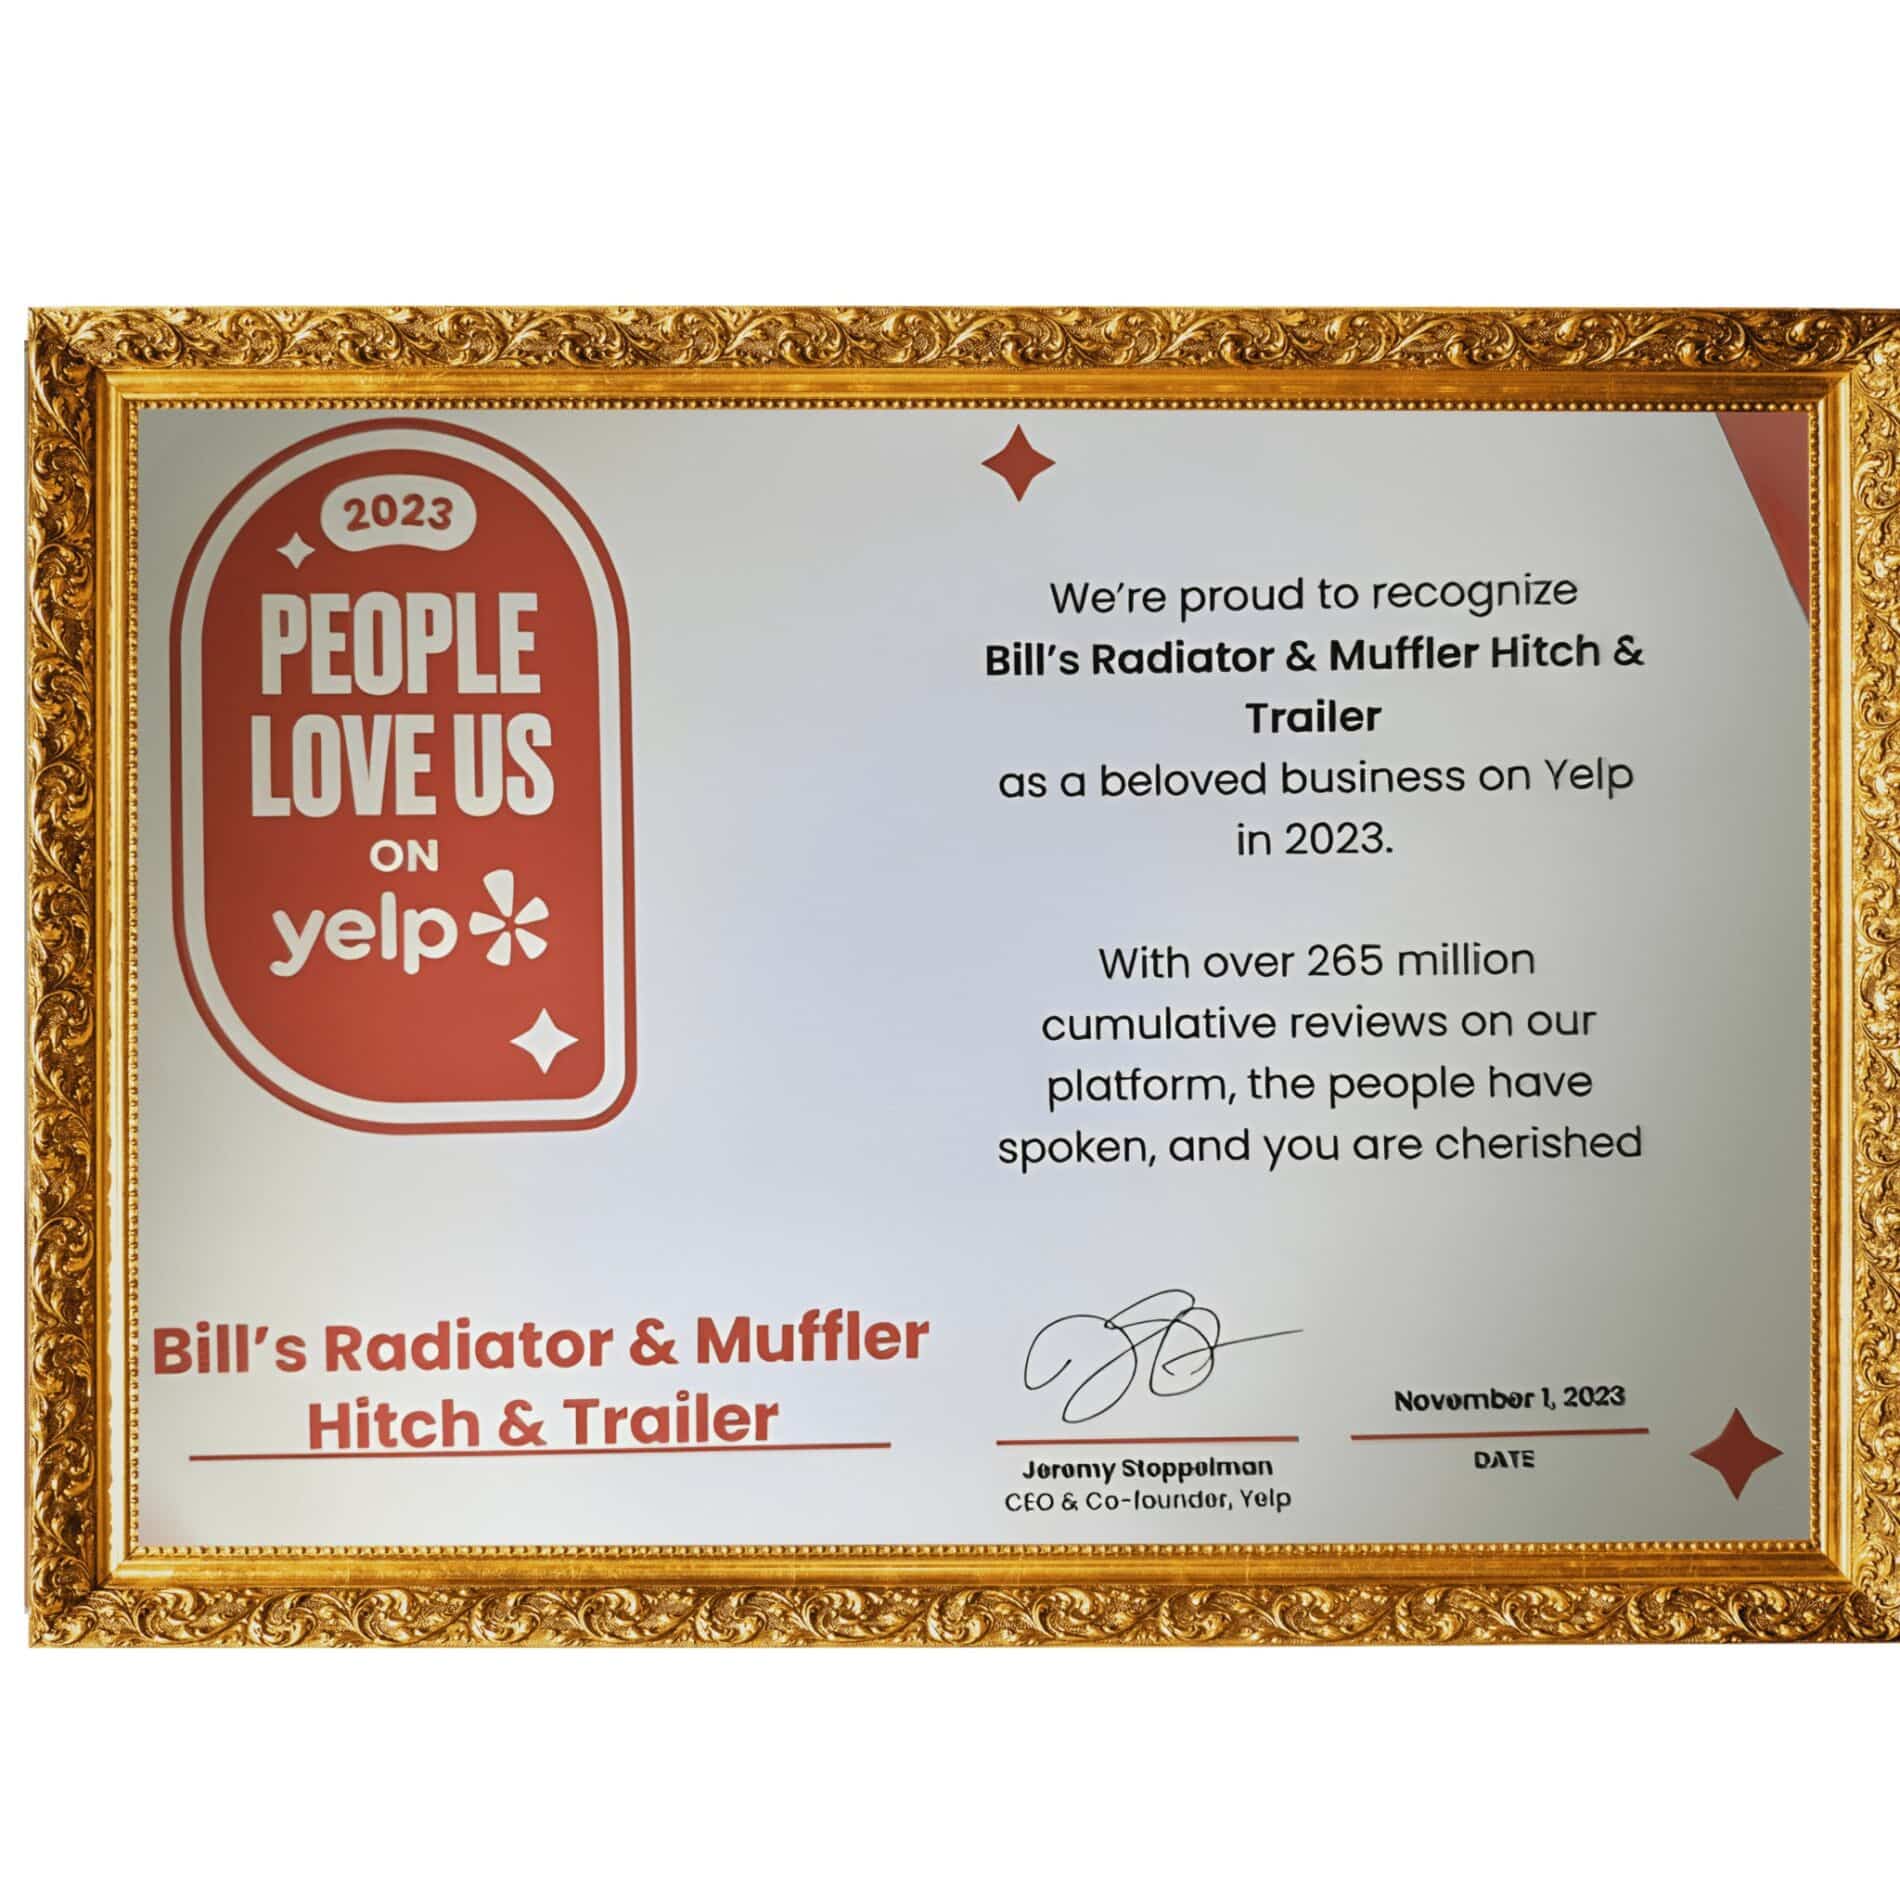 2023
PEOPLE
LOVE US
ON
yelp
We're proud to recognize
Bill's Radiator & Muffler Hitch &
Trailer
as a beloved business on Yelp
in 2023.
With over 265 million
cumulative reviews on our
platform, the people have
spoken, and you are cherished
Bill's Radiator & Muffler
Hitch & Trailer
November 1, 2023
DATE
Jeremy Stoppelman
CEO & Co-founder, Yelp